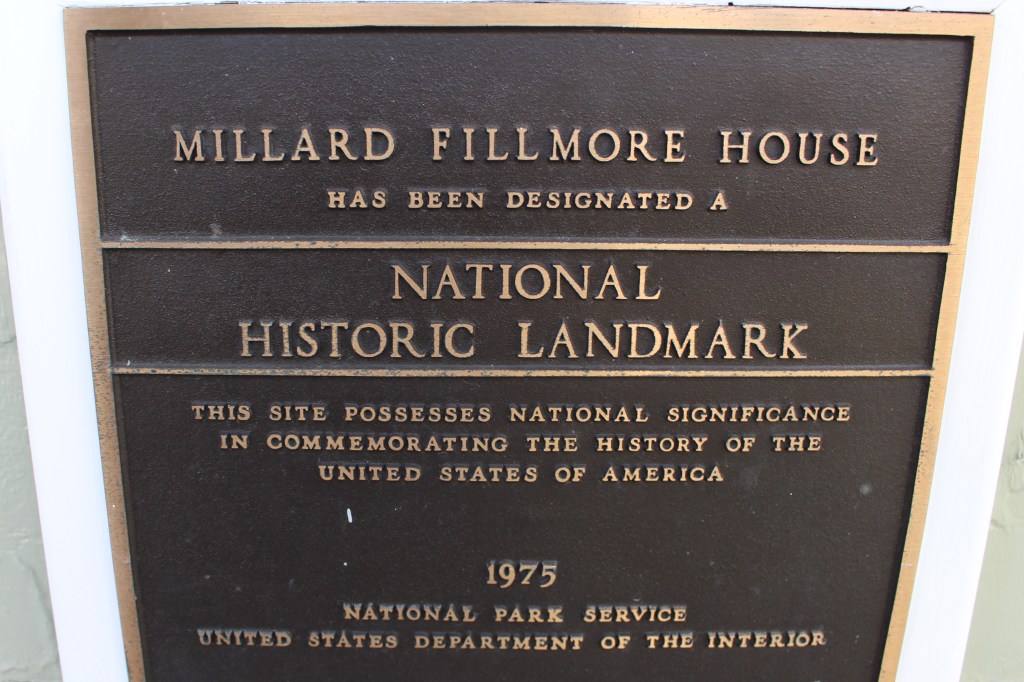 MILLARD FILLMORE HOUSE
HAS BEEN DESIGNATED A
NATIONAL
HISTORIC LANDMARK
THIS SITE POSSESSES NATIONAL SIGNIFICANCE
IN COMMEMORATING THE HISTORY OF THE
UNITED STATES OF AMERICA
1975
NATIONAL PARK SERVICE
UNITED STATES DEPARTMENT OF THE INTERIOR